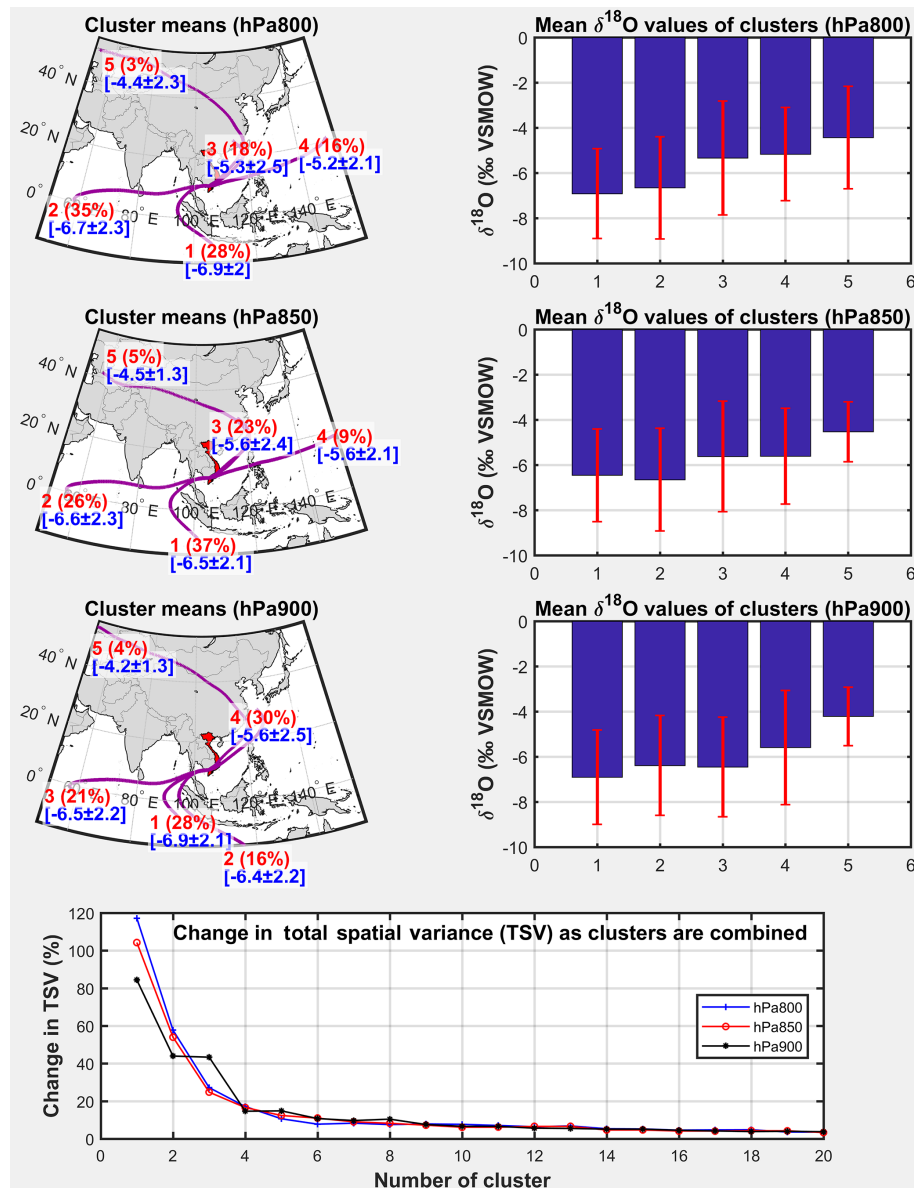 Cluster means (hPa800)
40° N
20° N
0° N
80° E
100° E
120° E
140° E
5 (3%)
[-4.4±2.3]
3 (18%)
[-5.3±2.5]
4 (16%)
[-5.2±2.1]
2 (35%)
[-6.7±2.3]
1 (28%)
[-6.9±2]
Mean δ18O values of clusters (hPa800)
δ18O (‰ VSMOW)
0
-2
-4
-6
-8
-10
0 1 2 3 4 5 6
Cluster means (hPa850)
40° N
20° N
0° N
100° E
120° E
140° E
5 (5%)
[-4.5±1.3]
3 (23%)
[-5.6±2.4]
4 (9%)
[-5.6±2.1]
2 (26%)
[-6.6±2.3]
1 (37%)
[-6.5±2.1]
Mean δ18O values of clusters (hPa850)
δ18O (‰ VSMOW)
0
-2
-4
-6
-8
-10
0 1 2 3 4 5 6
Cluster means (hPa900)
40° N
20° N
0° N
80° E
100° E
120° E
140° E
5 (4%)
[-4.2±1.3]
4 (30%)
[-5.6±2.5]
3 (21%)
[-6.5±2.2]
1 (28%)
[-6.9±2.1]
2 (16%)
[-6.4±2.2]
Mean δ18O values of clusters (hPa900)
δ18O (‰ VSMOW)
0
-2
-4
-6
-8
-10
0 1 2 3 4 5 6
Change in total spatial variance (TSV) as clusters are combined
Change in TSV (%)
120
100
80
60
40
20
0
hPa800
hPa850
hPa900
0 2 4 6 8 10 12 14 16 18 20
Number of cluster